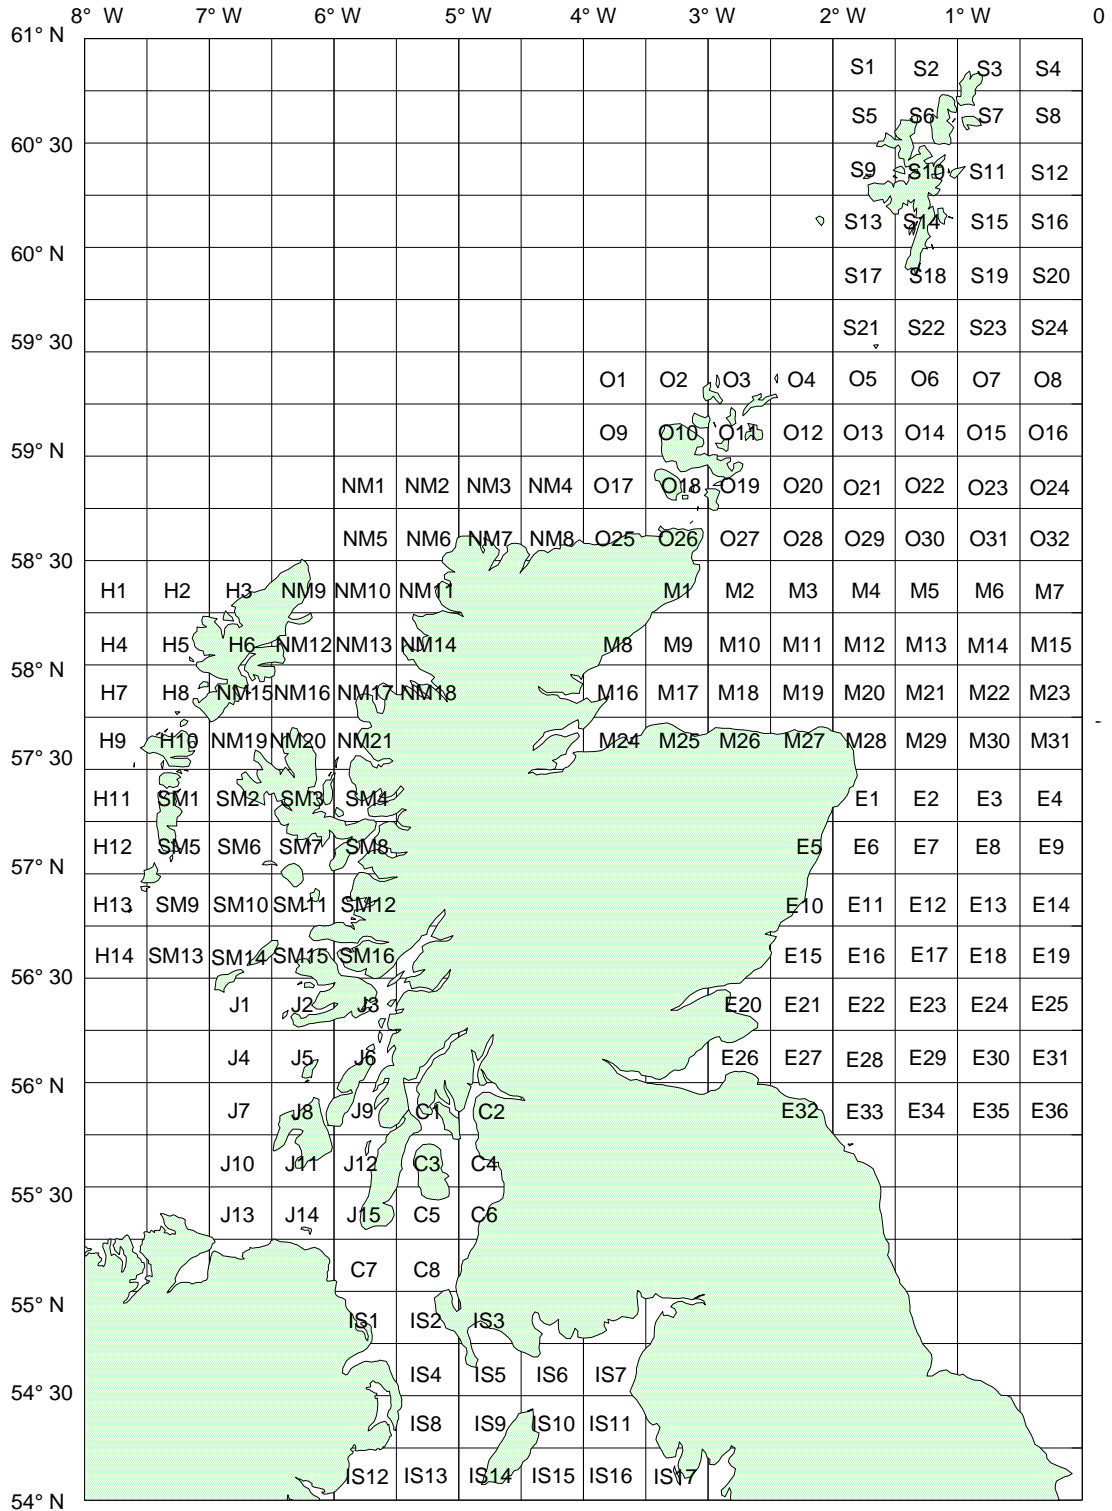 8° W 7° W 6° W 5° W 4° W 3° W 2° W 1° W 0
61° N
S1 S2 S3 S4
S5 S6 S7 S8
60° 30
S9 S10 S11 S12
S13 S14 S15 S16
60° N
S17 S18 S19 S20
S21 S22 S23 S24
59° 30
O1 O2 O3 O4 O5 O6 O7 O8
O9 O10 O11 O12 O13 O14 O15 O16
59° N
NM1 NM2 NM3 NM4 O17 O18 O19 O20 O21 O22 O23 O24
NM5 NM6 NM7 NM8 O25 O26 O27 O28 O29 O30 O31 O32
58° 30
H1 H2 H3 NM9 NM10 NM11 M1 M2 M3 M4 M5 M6 M7
H4 H5 H6 NM12 NM13 NM14 M8 M9 M10 M11 M12 M13 M14 M15
58° N
H7 H8 NM15 NM16 NM17 NM18 M16 M17 M18 M19 M20 M21 M22 M23
-
H9 H10 NM19 NM20 NM21 M24 M25 M26 M27 M28 M29 M30 M31
57° 30
H11 SM1 SM2 SM3 SM4 E1 E2 E3 E4
H12 SM5 SM6 SM7 SM8 E5 E6 E7 E8 E9
57° N
H13 SM9 SM10 SM11 SM12 E10 E11 E12 E13 E14
H14 SM13 SM14 SM15 SM16 E15 E16 E17 E18 E19
56° 30
J1 J2 J3 E20 E21 E22 E23 E24 E25
J4 J5 J6 E26 E27 E28 E29 E30 E31
56° N
J7 J8 J9 C1 C2 E32 E33 E34 E35 E36
J10 J11 J12 C3 C4
55° 30
J13 J14 J15 C5 C6
C7 C8
55° N
IS1 IS2 IS3
IS4 IS5 IS6 IS7
54° 30
IS8 IS9 IS10 IS11
IS12 IS13 IS14 IS15 IS16 IS17
54° N